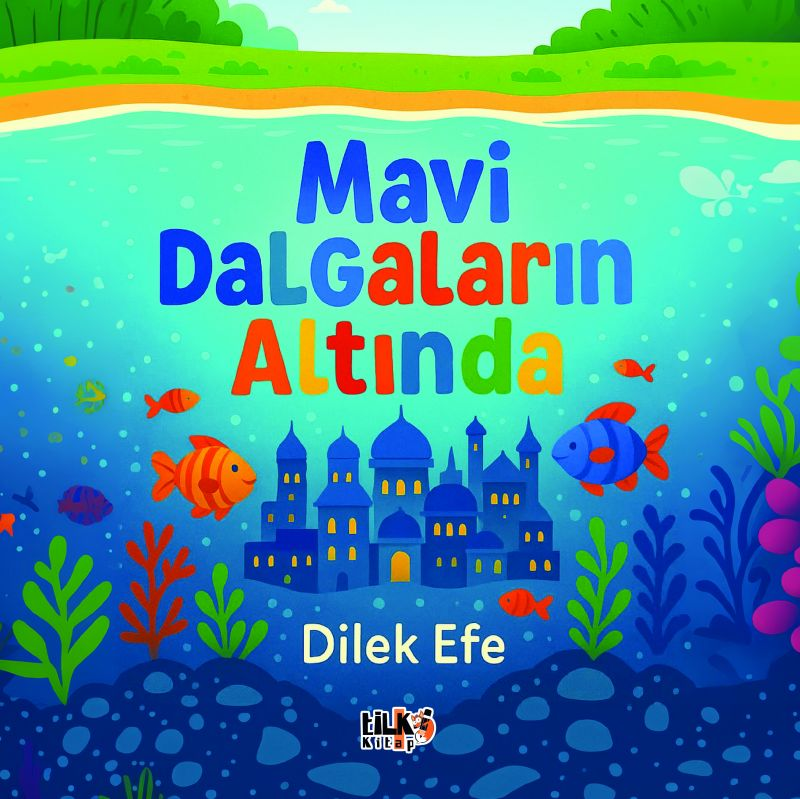 Mavi
DaLGaLarın
Altında
Dilek Efe
tiLKi
Kitap